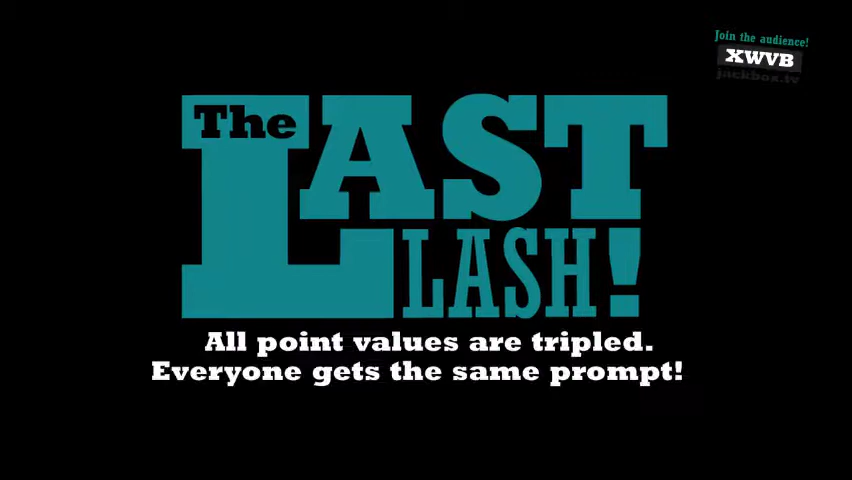 Join the audience!
XWVB
jackbox.tv
The LAST
LASH!
All point values are tripled.
Everyone gets the same prompt!